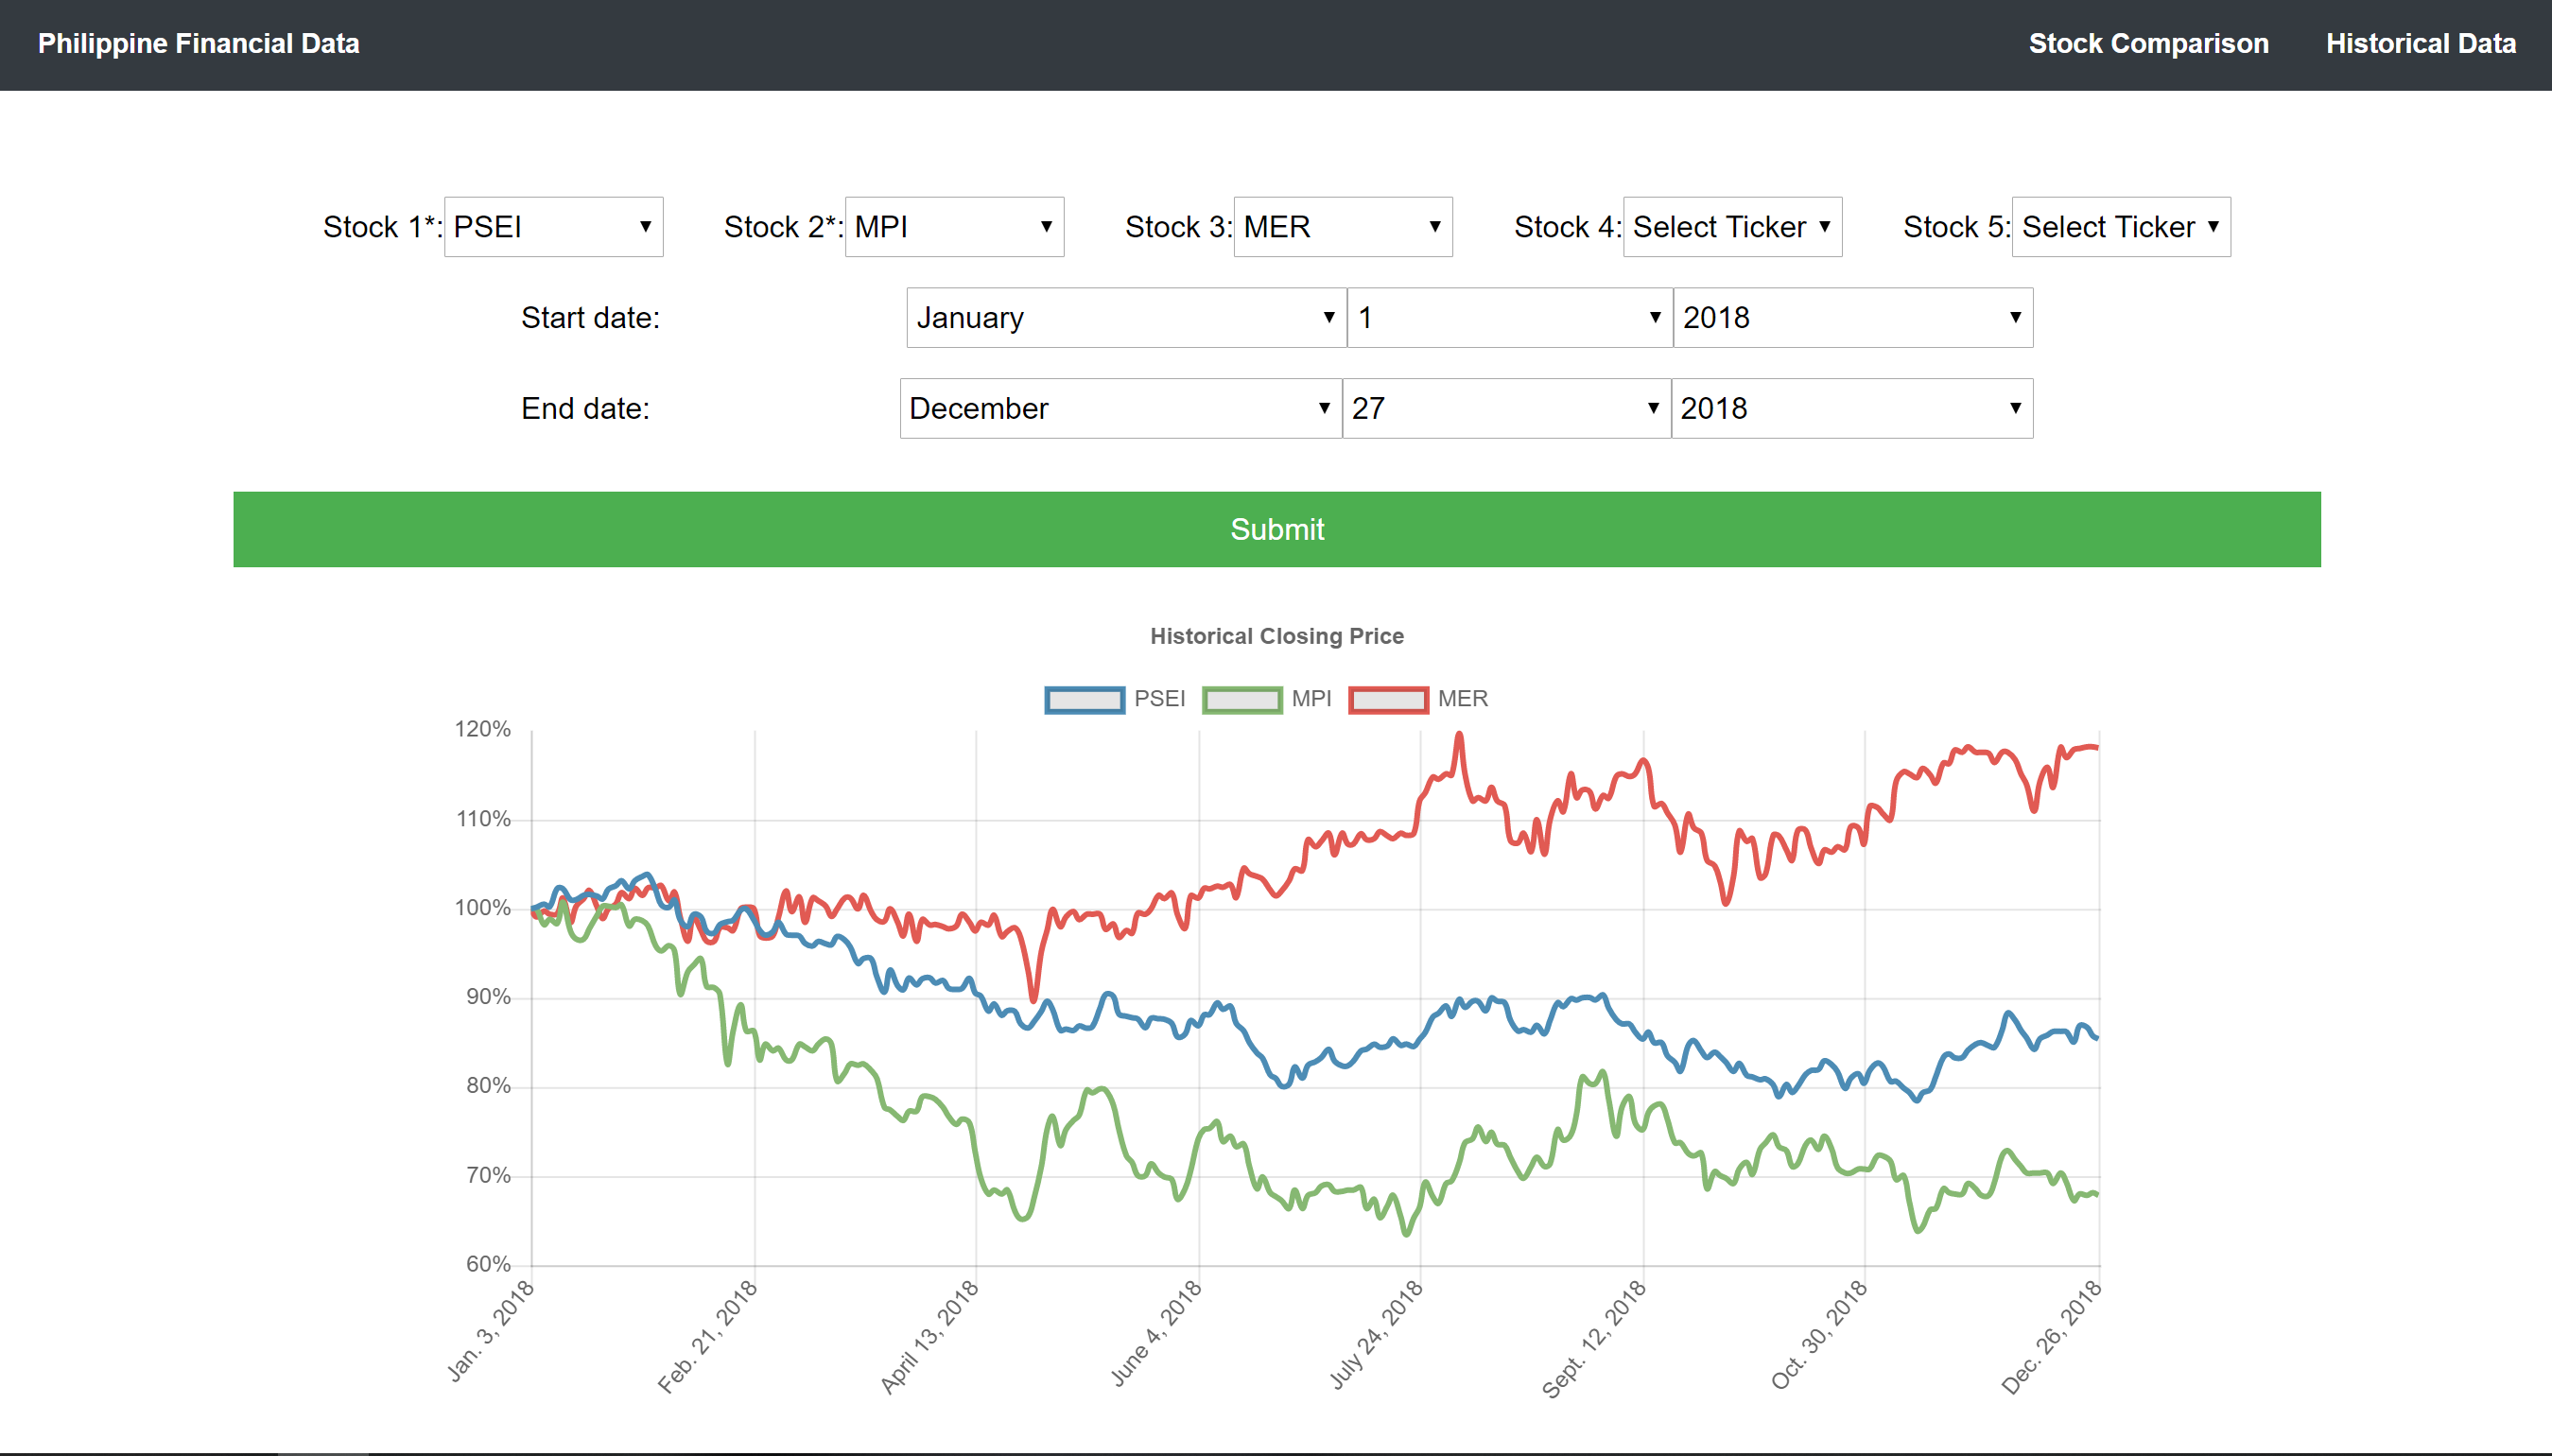 Philippine Financial Data Stock Comparison Historical Data
Stock 1*: PSEI Stock 2*: MPI Stock 3: MER Stock 4: Select Ticker Stock 5: Select Ticker
Start date: January 1 2018
End date: December 27 2018
Submit
Historical Closing Price
PSEI MPI MER
120%
110%
100%
90%
80%
70%
60%
Jan. 3, 2018 Feb. 21, 2018 April 13, 2018 June 4, 2018 July 24, 2018 Sept. 12, 2018 Oct. 30, 2018 Dec. 26, 2018